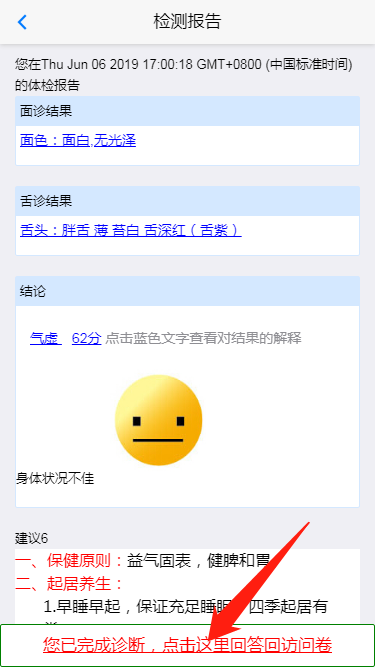 检测报告
您在Thu Jun 06 2019 17:00:18 GMT+0800 (中国标准时间)
的体检报告
面诊结果
面色：面白,无光泽
舌诊结果
舌头：胖舌 薄 苔白 舌深红（舌紫）
结论
气虚 62分 点击蓝色文字查看对结果的解释
身体状况不佳
建议6
一、保健原则：益气固表，健脾和胃
二、起居养生：
1.早睡早起，保证充足睡眠 四季起居有
您已完成诊断，点击这里回答回访问卷